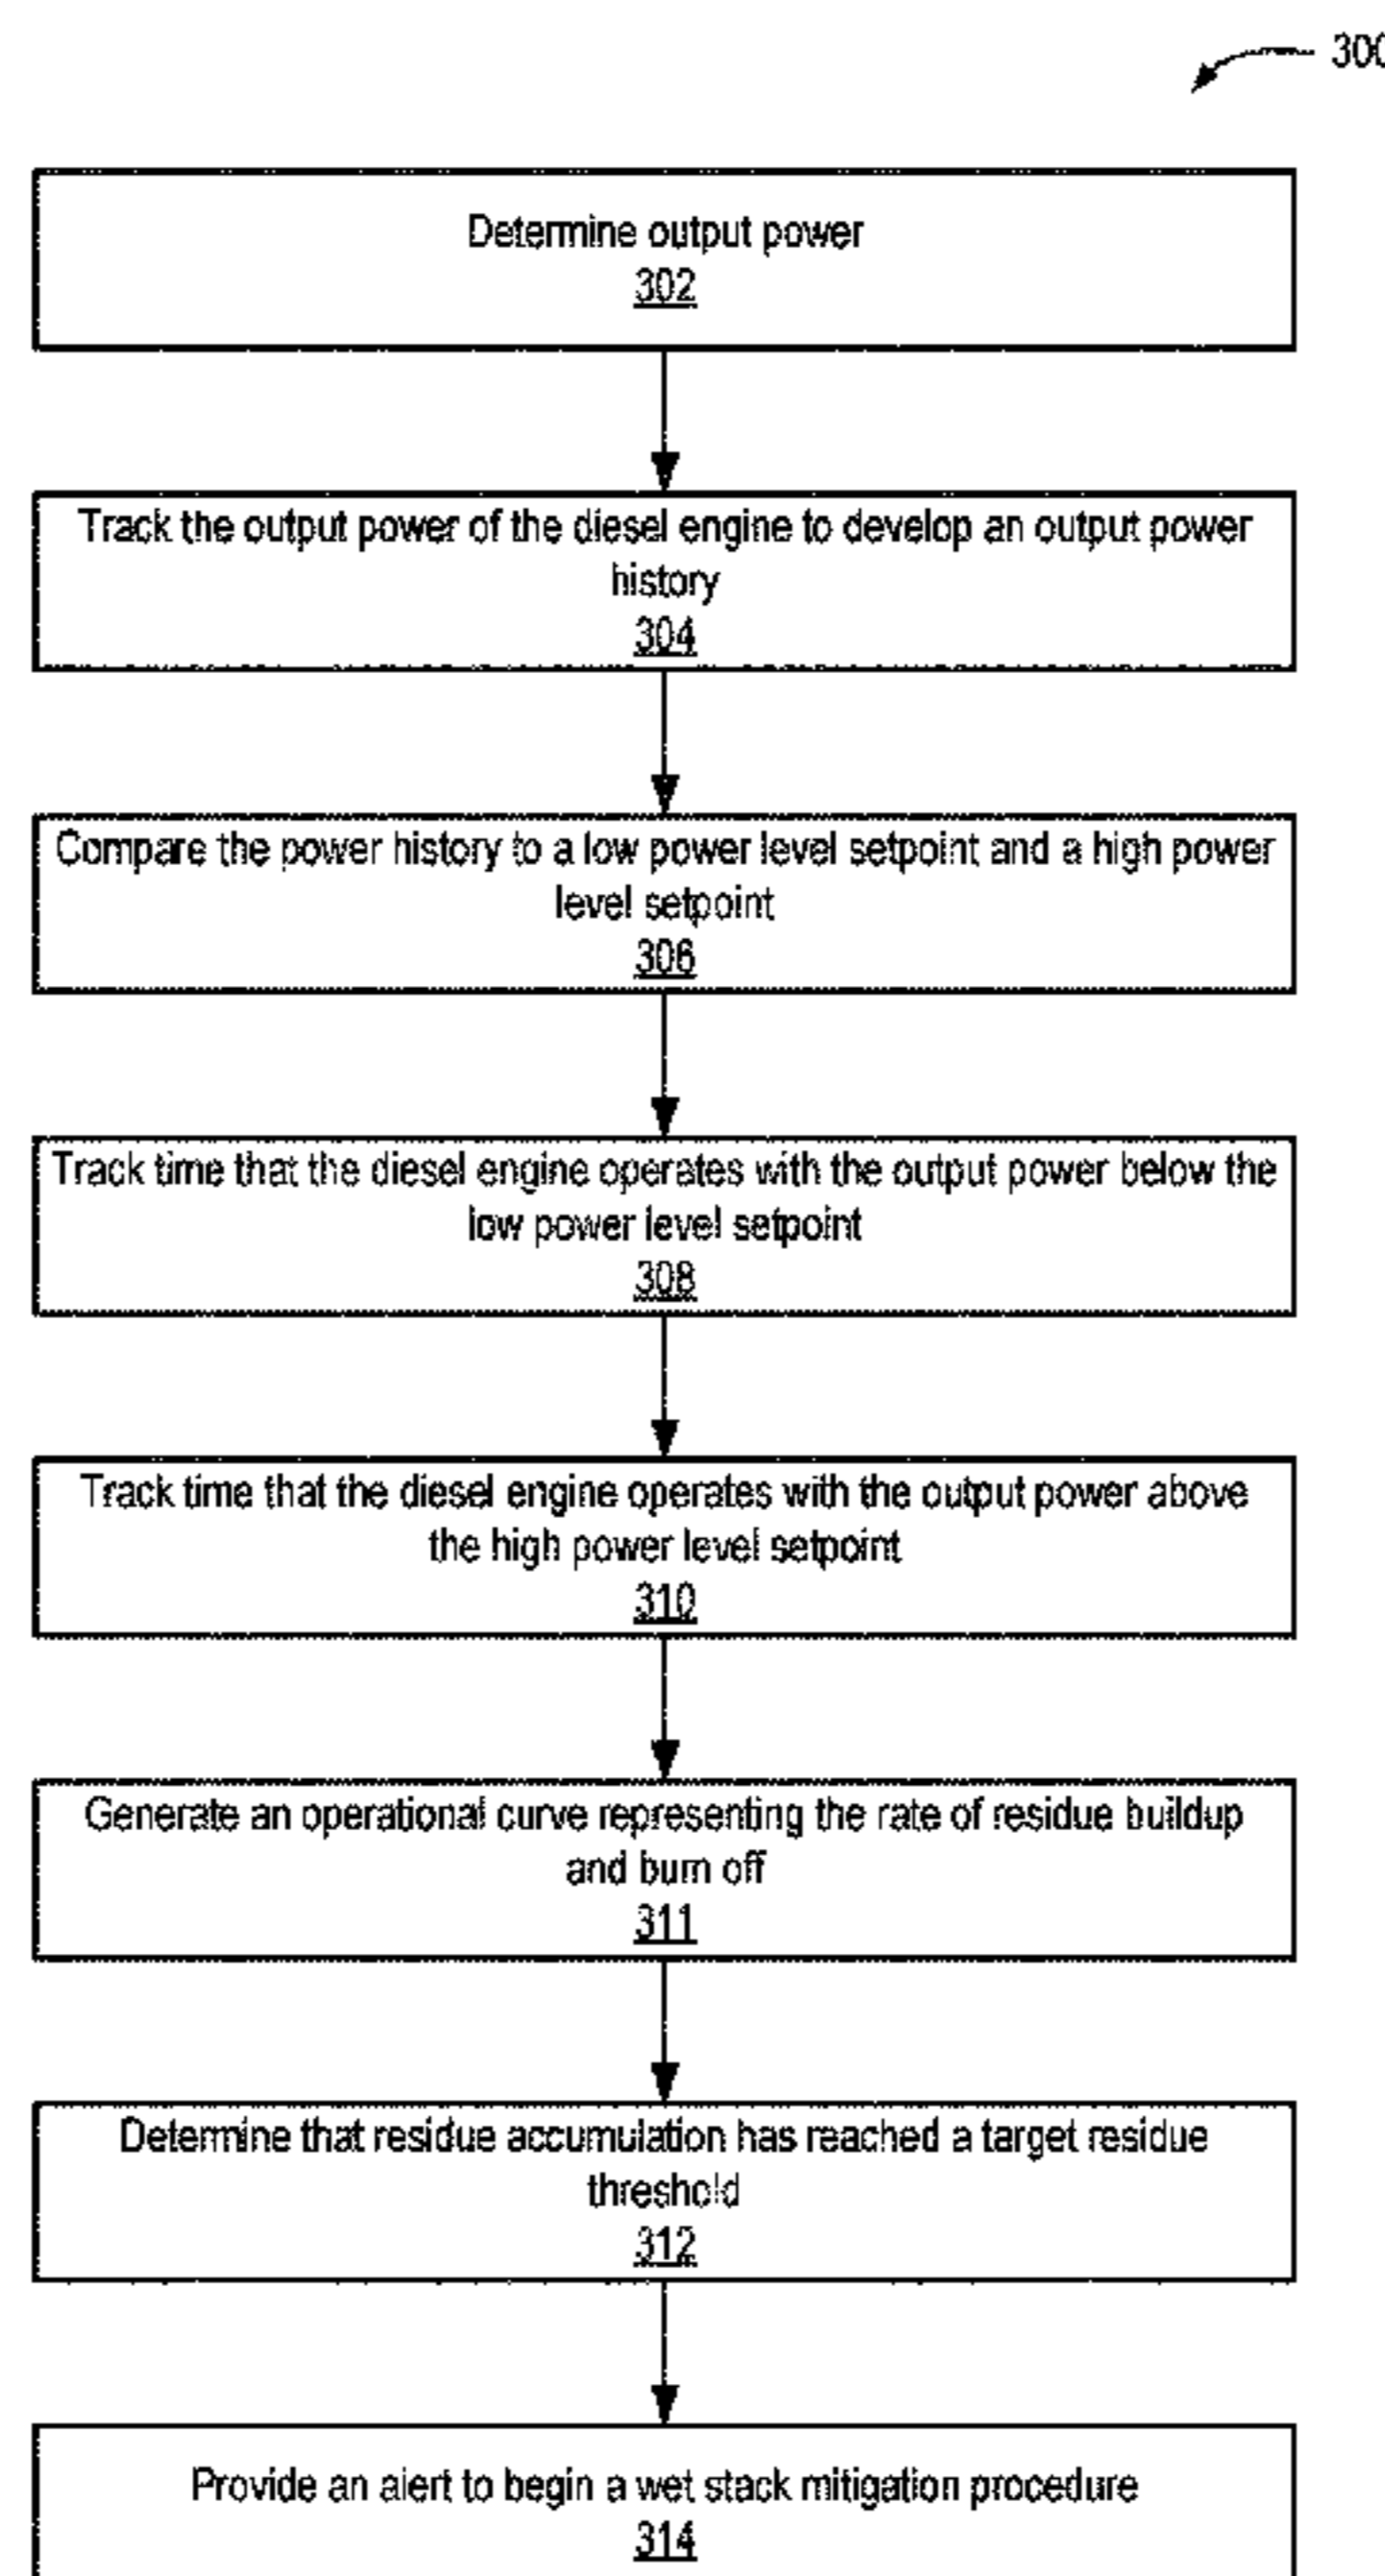 300
Determine output power
302
Track the output power of the diesel engine to develop an output power
history
304
Compare the power history to a low power level setpoint and a high power
level setpoint
306
Track time that the diesel engine operates with the output power below the
low power level setpoint
308
Track time that the diesel engine operates with the output power above
the high power level setpoint
310
Generate an operational curve representing the rate of residue buildup
and burn off
311
Determine that residue accumulation has reached a target residue
threshold
312
Provide an alert to begin a wet stack mitigation procedure
314